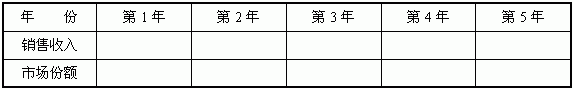 年 份 第1年 第2年 第3年 第4年 第5年
销售收入
市场份额